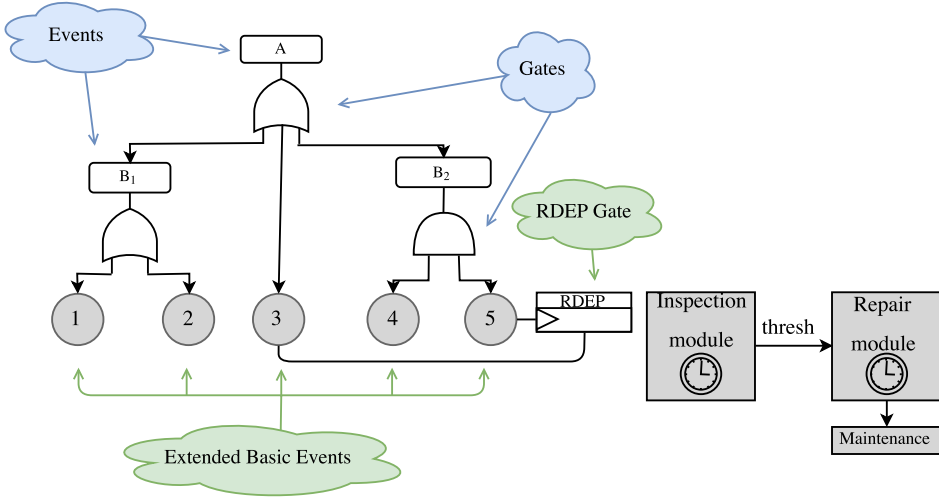 Events
A
Gates
B1
B2
RDEP Gate
1
2
3
4
5
RDEP
Inspection
module
thresh
Repair
module
Maintenance
Extended Basic Events